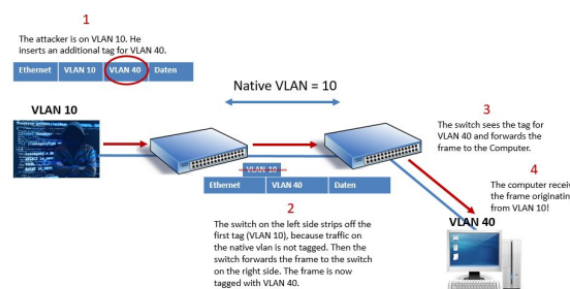 1
The attacker is on VLAN 10. He
inserts an additional tag for VLAN 40.
Ethernet VLAN 10 VLAN 40 Daten
VLAN 10
Native VLAN = 10
3
The switch sees the tag for
VLAN 40 and forwards the
frame to the Computer.
VLAN 10
Ethernet VLAN 40 Daten
2
The switch on the left side strips off the
first tag (VLAN 10), because traffic on
the native vlan is not tagged. Then the
switch forwards the frame to the switch
on the right side. The frame is now
tagged with VLAN 40.
4
The computer receive
the frame originatin
from VLAN 10!
VLAN 40